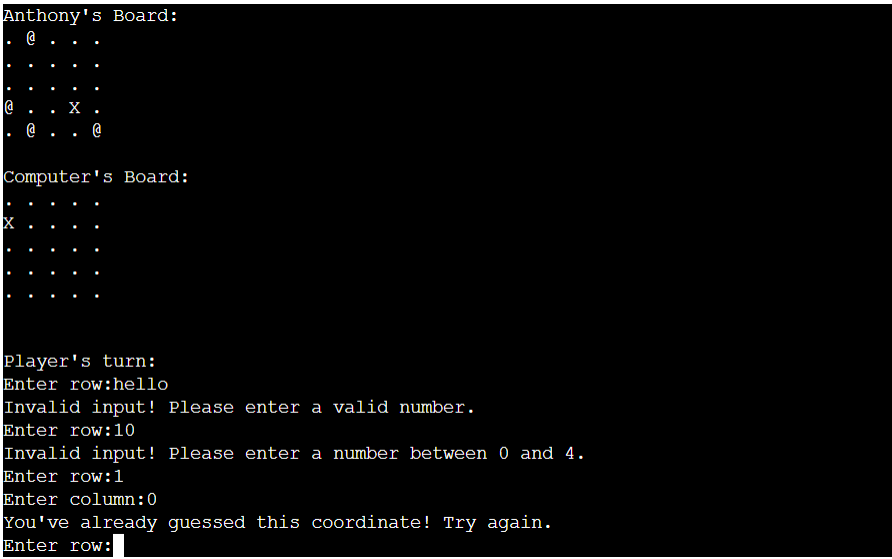 Anthony's Board:
. @ . . .
. . . . .
. . . . .
@ . . X .
. @ . . @
Computer's Board:
. . . . .
X . . . .
. . . . .
. . . . .
. . . . .
Player's turn:
Enter row:hello
Invalid input! Please enter a valid number.
Enter row:10
Invalid input! Please enter a number between 0 and 4.
Enter row:1
Enter column:0
You've already guessed this coordinate! Try again.
Enter row: